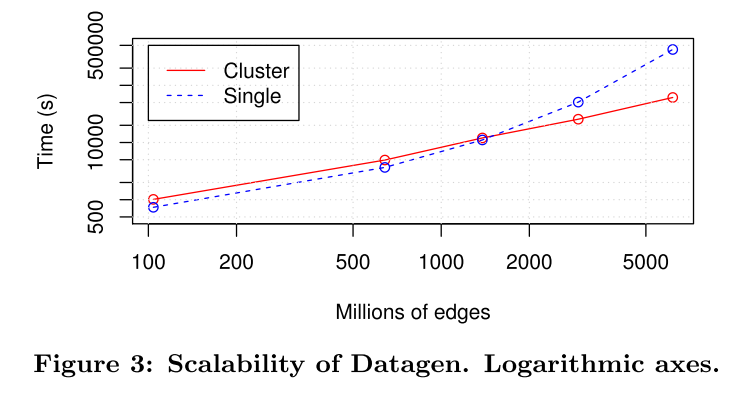 500000
10000
500
Time (s)
Cluster
Single
100 200 500 1000 2000 5000
Millions of edges
Figure 3: Scalability of Datagen. Logarithmic axes.